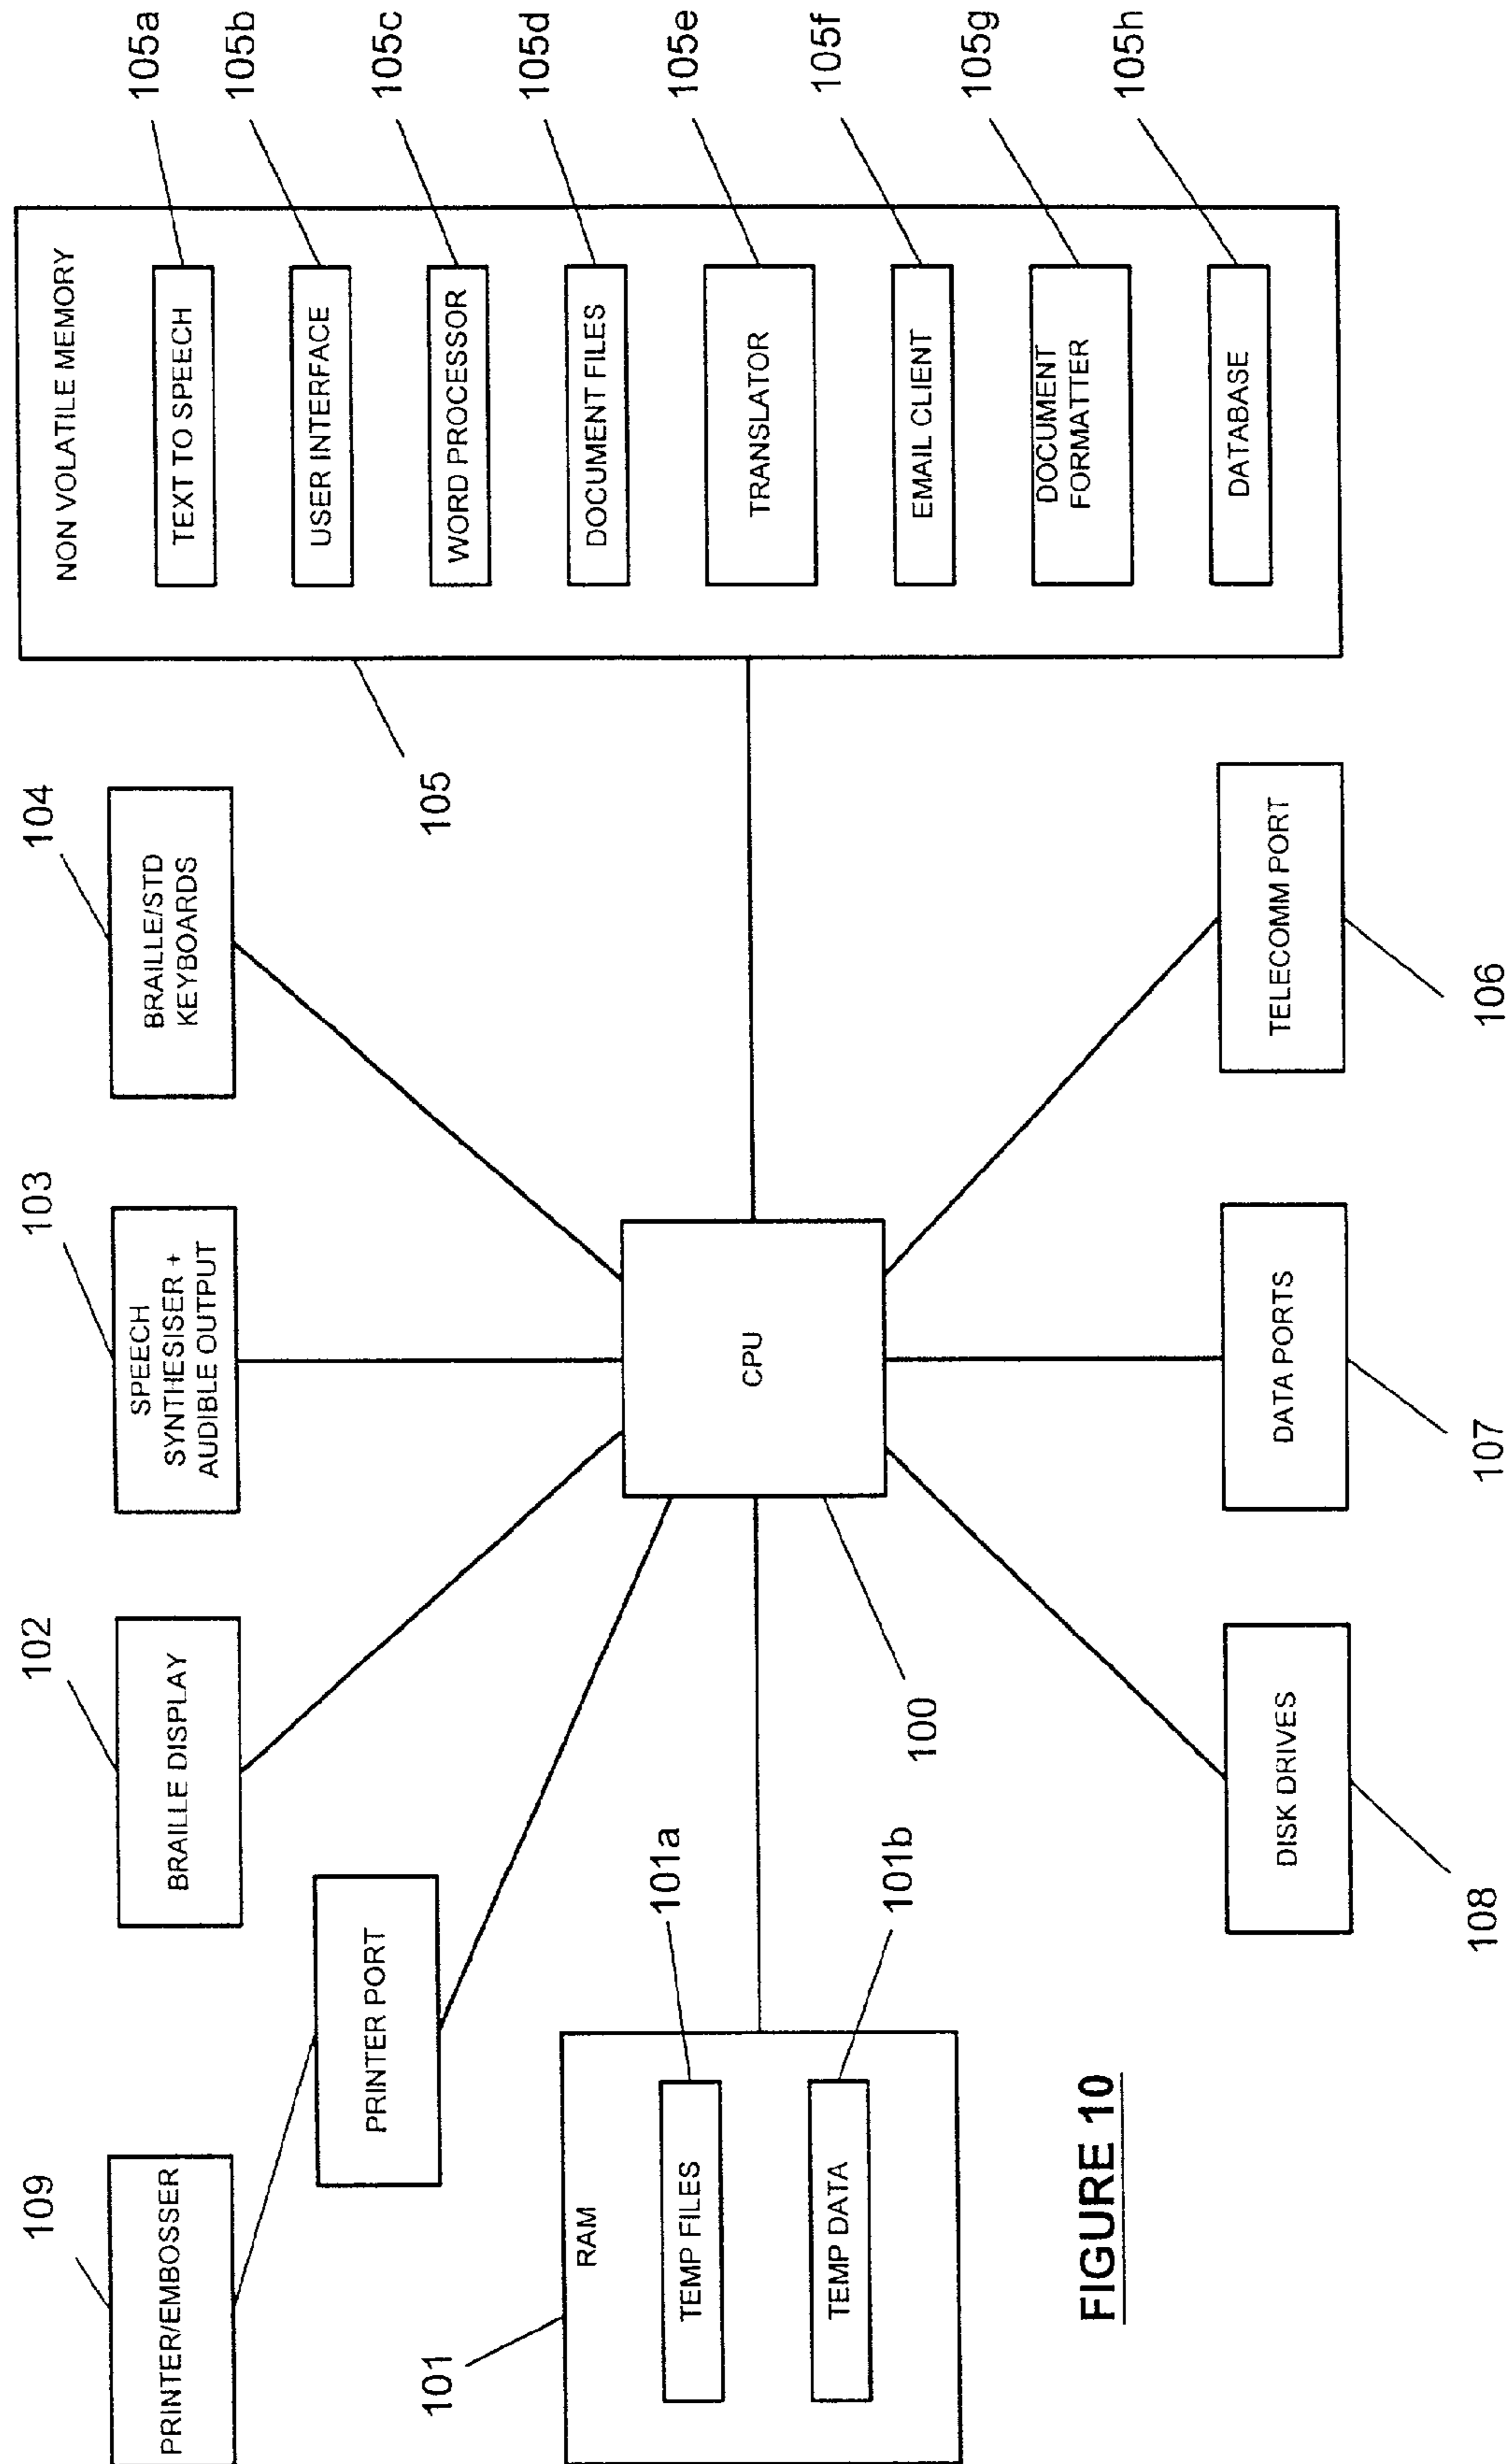 109
PRINTER/EMBOSSER
PRINTER PORT
102
BRAILLE DISPLAY
103
SPEECH
SYNTHESISER +
AUDIBLE OUTPUT
104
BRAILLE/STD
KEYBOARDS
101
RAM
TEMP FILES
101a
TEMP DATA
101b
CPU
100
105
NON VOLATILE MEMORY
TEXT TO SPEECH
105a
USER INTERFACE
105b
WORD PROCESSOR
105c
DOCUMENT FILES
105d
TRANSLATOR
105e
EMAIL CLIENT
105f
DOCUMENT
FORMATTER
105g
DATABASE
105h
DISK DRIVES
108
DATA PORTS
107
TELECOMM PORT
106
FIGURE 10